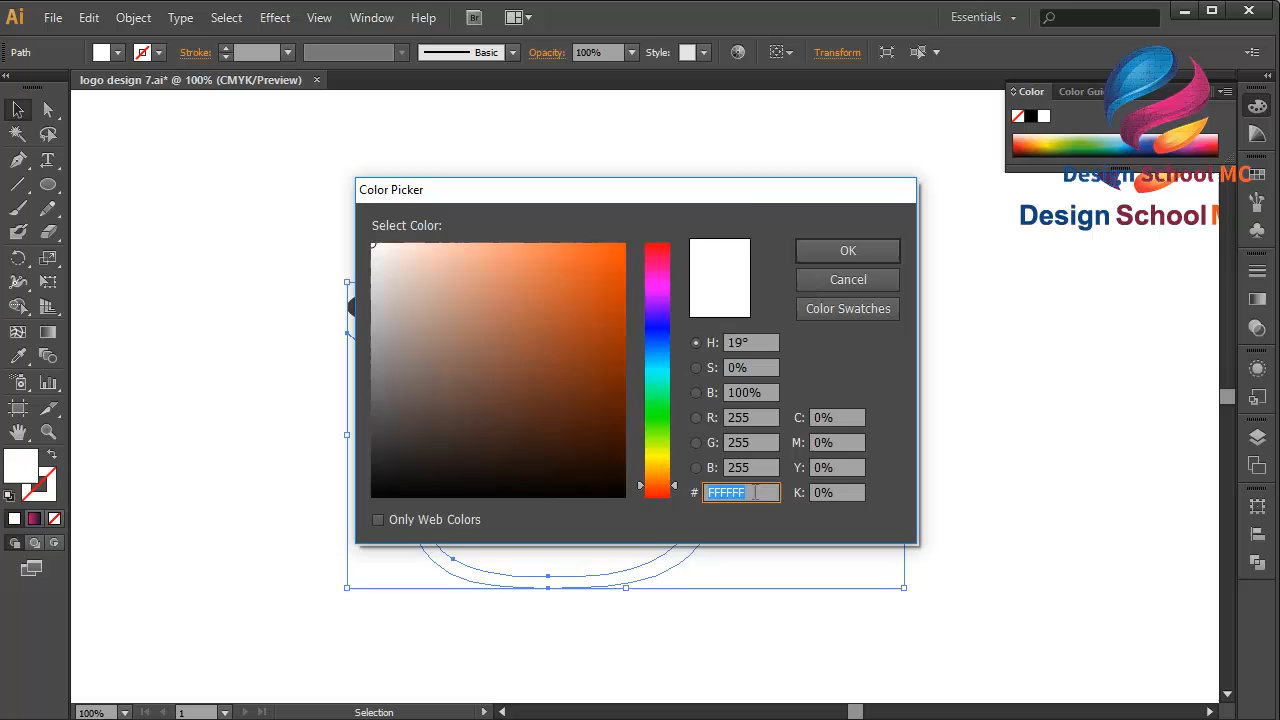 Ai File Edit Object Type Select Effect View Window Help Br Essentials
Path Stroke: Basic Opacity: 100% Style: Transform
logo design 7.ai* @ 100% (CMYK/Preview) ×
Color Color Gui
Design School MC
Design School M
Color Picker
Select Color:
OK
Cancel
Color Swatches
H: 19°
S: 0%
B: 100%
R: 255 C: 0%
G: 255 M: 0%
B: 255 Y: 0%
# FFFFFF K: 0%
Only Web Colors
100% 1 Selection